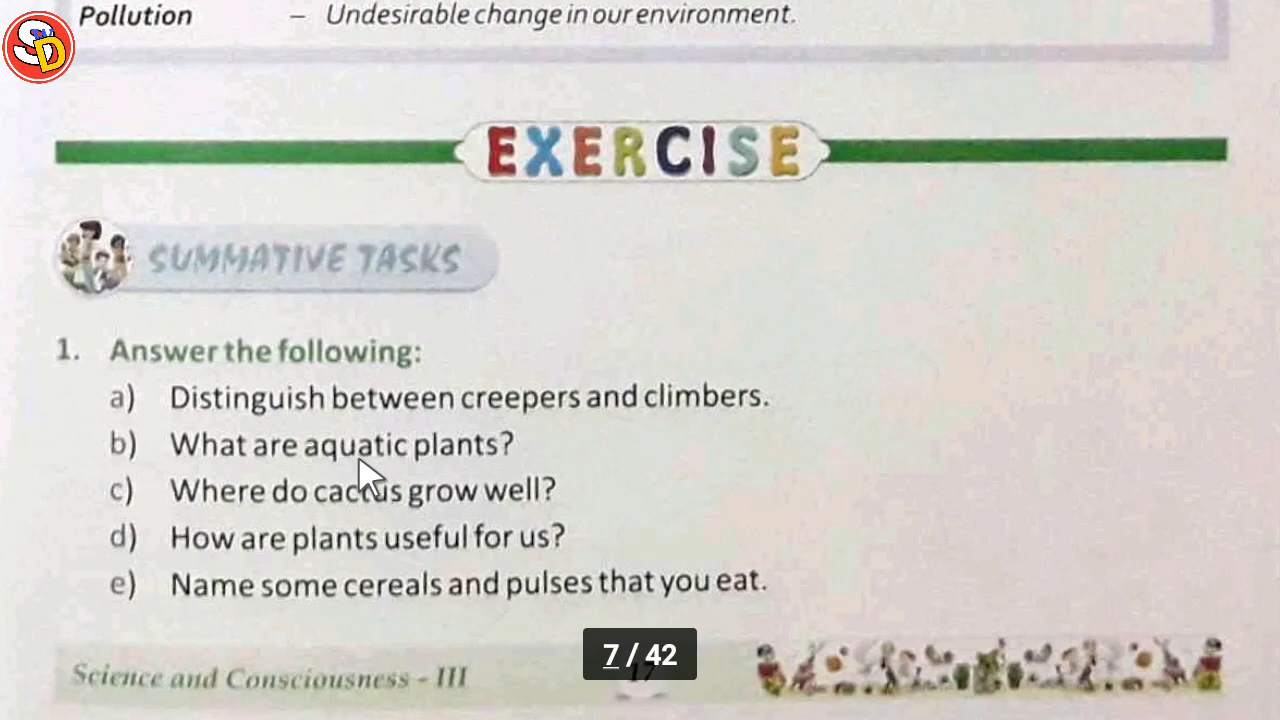 Pollution – Undesirable change in our environment.
SD
EXERCISE
SUMMATIVE TASKS
1. Answer the following:
a) Distinguish between creepers and climbers.
b) What are aquatic plants?
c) Where do cactus grow well?
d) How are plants useful for us?
e) Name some cereals and pulses that you eat.
7 / 42
Science and Consciousness - III